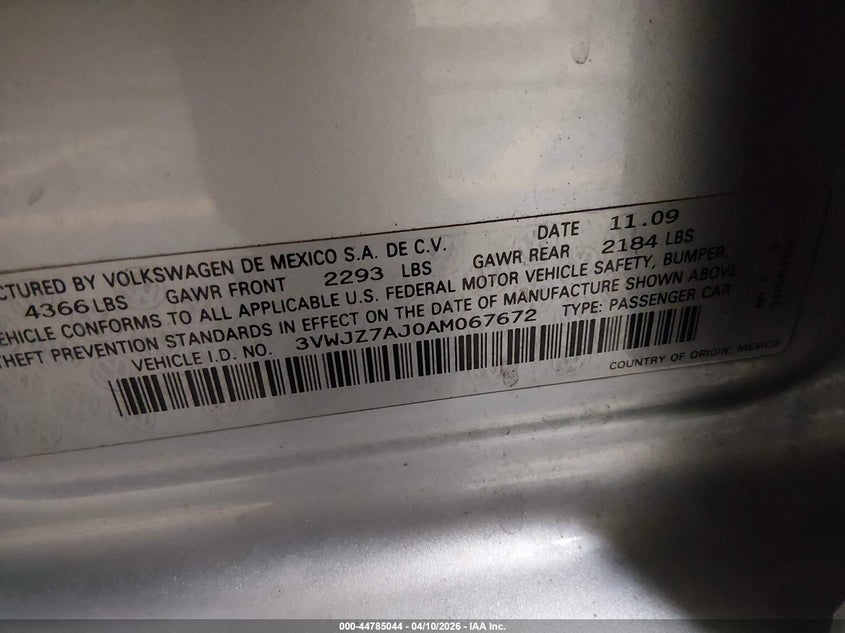 CTURED BY VOLKSWAGEN DE MEXICO S.A. DE C.V. DATE 11.09
4366 LBS GAWR FRONT 2293 LBS GAWR REAR 2184 LBS
VEHICLE CONFORMS TO ALL APPLICABLE U.S. FEDERAL MOTOR VEHICLE SAFETY, BUMPER,
THEFT PREVENTION STANDARDS IN EFFECT ON THE DATE OF MANUFACTURE SHOWN ABOVE.
VEHICLE I.D. NO. 3VWJZ7AJ0AM067672 TYPE: PASSENGER CAR
COUNTRY OF ORIGIN: MEXICO
000-44785044 | 04/10/2026 - IAA Inc.